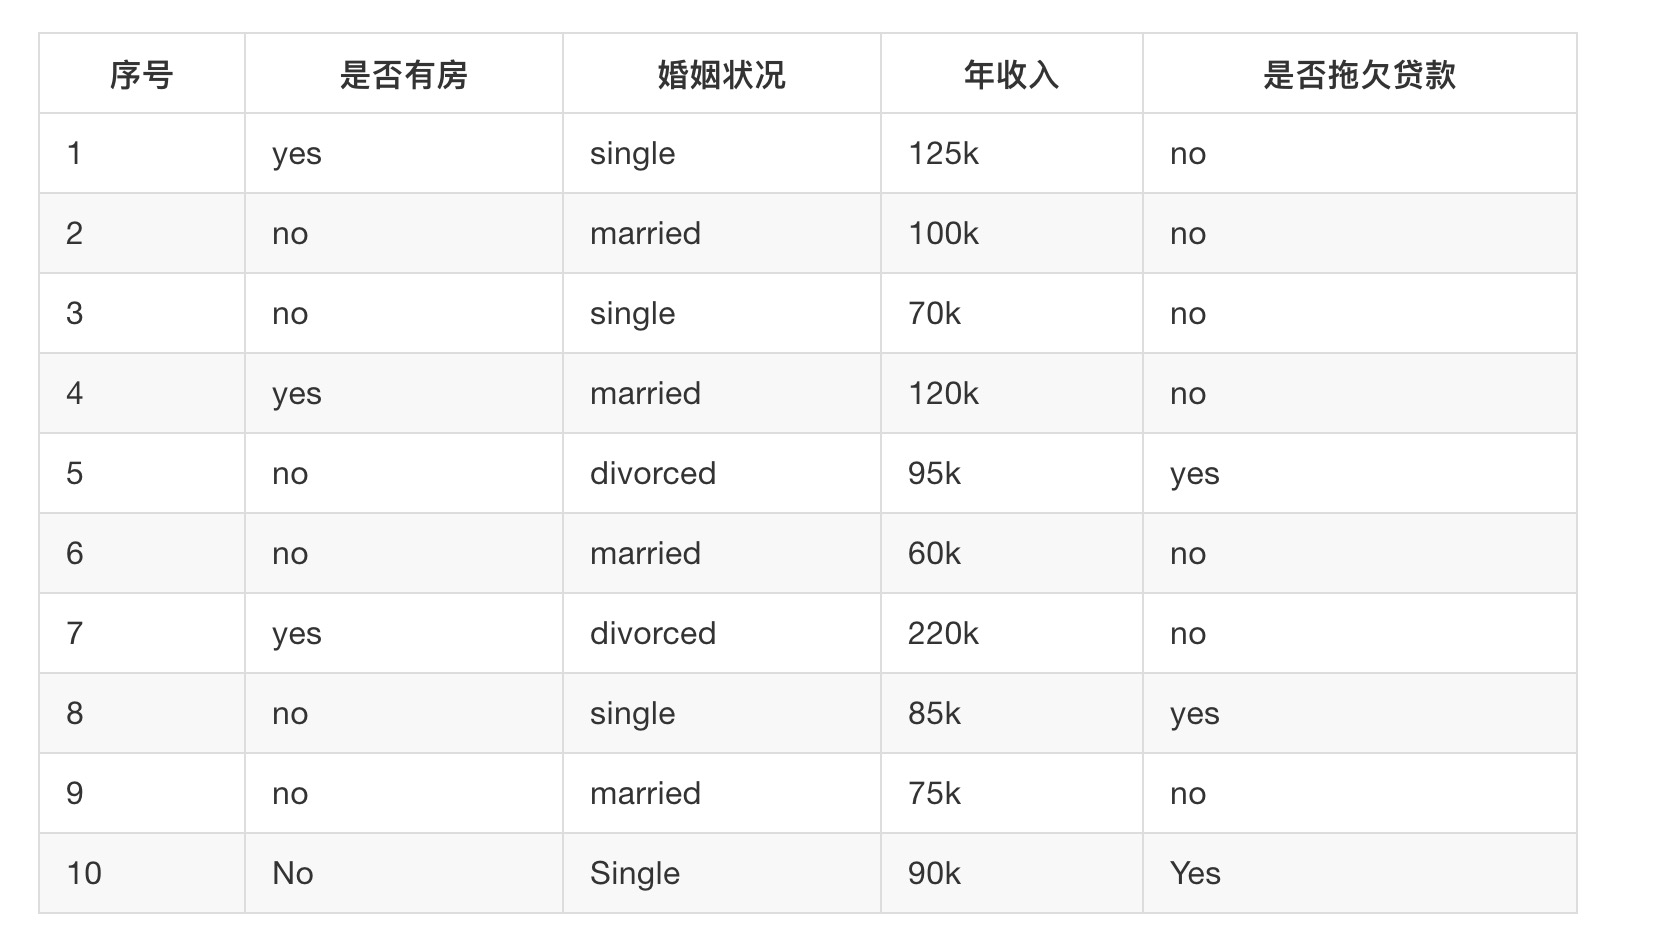 序号 是否有房 婚姻状况 年收入 是否拖欠贷款
1 yes single 125k no
2 no married 100k no
3 no single 70k no
4 yes married 120k no
5 no divorced 95k yes
6 no married 60k no
7 yes divorced 220k no
8 no single 85k yes
9 no married 75k no
10 No Single 90k Yes